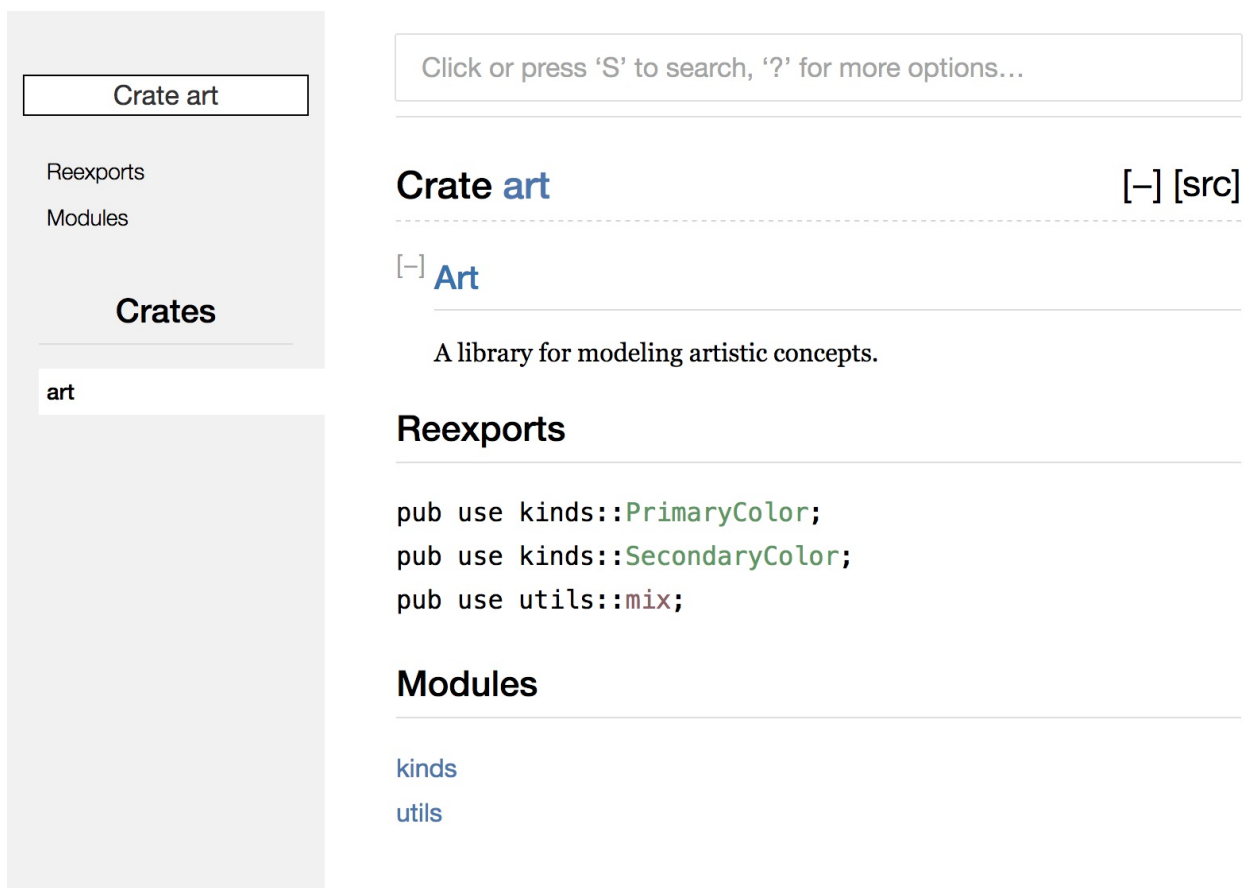 Crate art
Reexports
Modules
Crates
art
Click or press ‘S’ to search, ‘?’ for more options…
Crate art [−] [src]
[−] Art
A library for modeling artistic concepts.
Reexports
pub use kinds::PrimaryColor;
pub use kinds::SecondaryColor;
pub use utils::mix;
Modules
kinds
utils